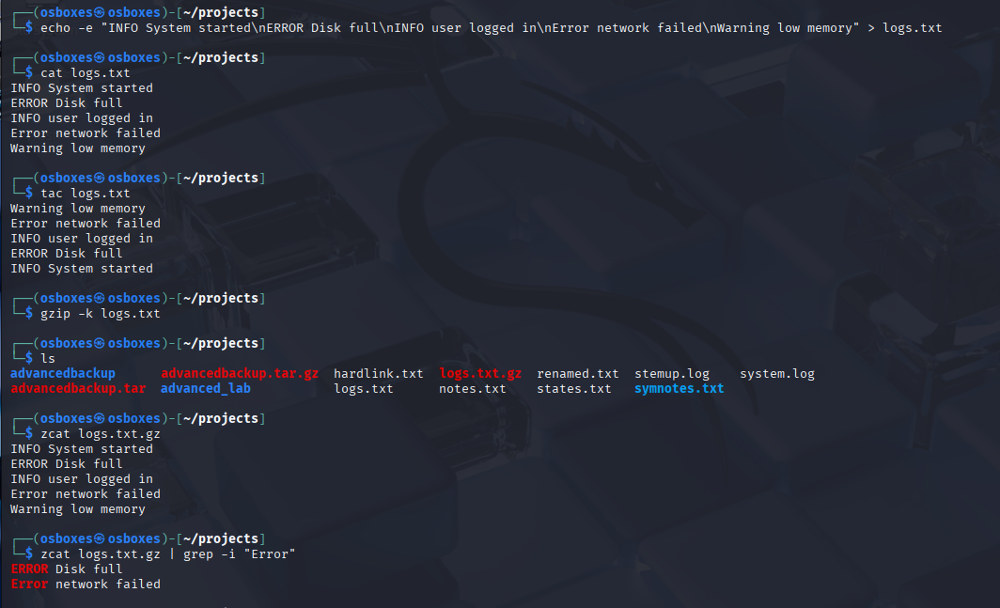 ┌──(osboxes㉿osboxes)-[~/projects]
└─$ echo -e "INFO System started\nERROR Disk full\nINFO user logged in\nError network failed\nWarning low memory" > logs.txt
┌──(osboxes㉿osboxes)-[~/projects]
└─$ cat logs.txt
INFO System started
ERROR Disk full
INFO user logged in
Error network failed
Warning low memory
┌──(osboxes㉿osboxes)-[~/projects]
└─$ tac logs.txt
Warning low memory
Error network failed
INFO user logged in
ERROR Disk full
INFO System started
┌──(osboxes㉿osboxes)-[~/projects]
└─$ gzip -k logs.txt
┌──(osboxes㉿osboxes)-[~/projects]
└─$ ls
advancedbackup advancedbackup.tar.gz hardlink.txt logs.txt.gz renamed.txt stemup.log system.log
advancedbackup.tar advanced_lab logs.txt notes.txt states.txt symnotes.txt
┌──(osboxes㉿osboxes)-[~/projects]
└─$ zcat logs.txt.gz
INFO System started
ERROR Disk full
INFO user logged in
Error network failed
Warning low memory
┌──(osboxes㉿osboxes)-[~/projects]
└─$ zcat logs.txt.gz | grep -i "Error"
ERROR Disk full
Error network failed